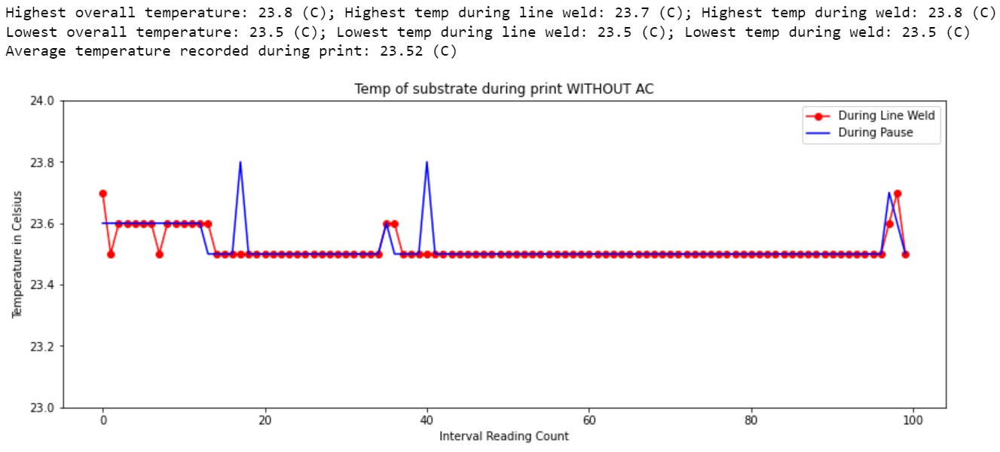 Highest overall temperature: 23.8 (C); Highest temp during line weld: 23.7 (C); Highest temp during weld: 23.8 (C)
Lowest overall temperature: 23.5 (C); Lowest temp during line weld: 23.5 (C); Lowest temp during weld: 23.5 (C)
Average temperature recorded during print: 23.52 (C)
Temp of substrate during print WITHOUT AC
24.0
During Line Weld
During Pause
23.8
23.6
23.4
23.2
23.0
Temperature in Celsius
0 20 40 60 80 100
Interval Reading Count